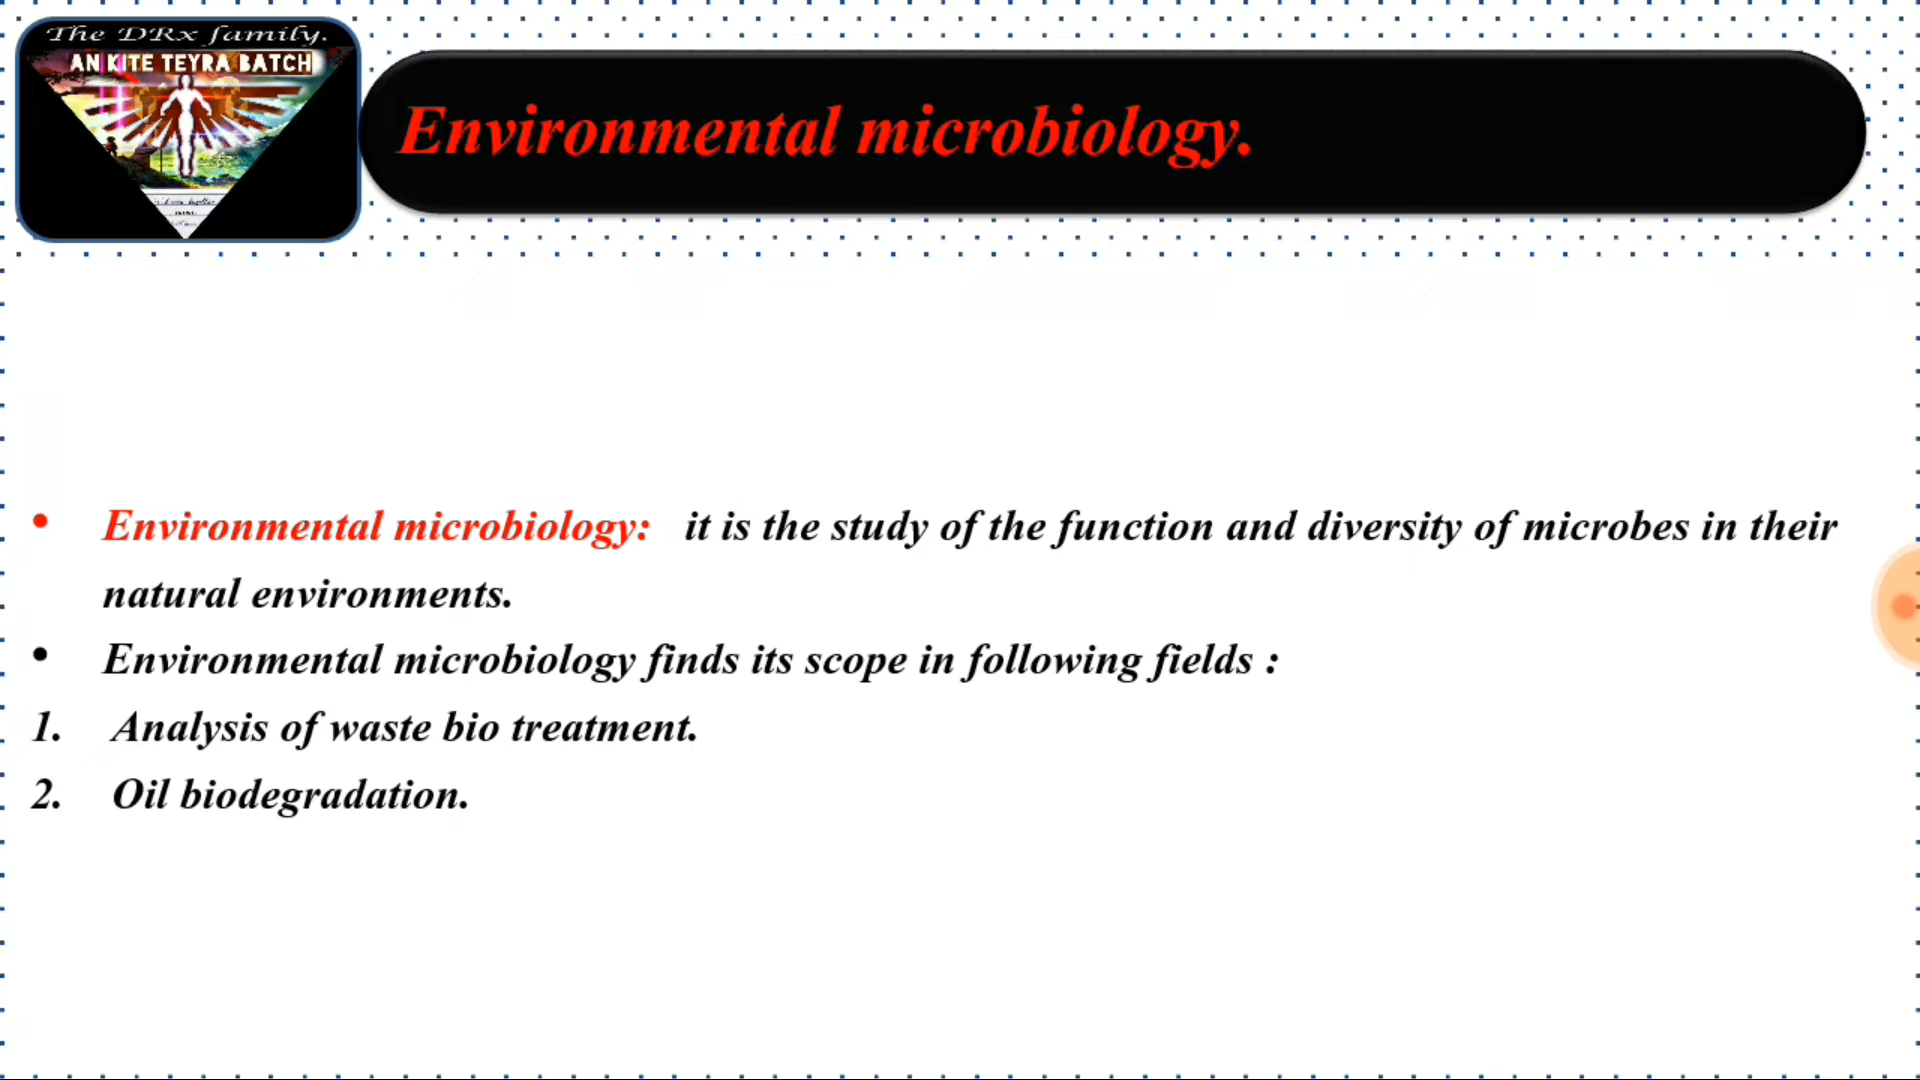 The DRx family.
AN KITE TEYRA BATCH
Environmental microbiology.
• Environmental microbiology: it is the study of the function and diversity of microbes in their
natural environments.
• Environmental microbiology finds its scope in following fields :
1. Analysis of waste bio treatment.
2. Oil biodegradation.